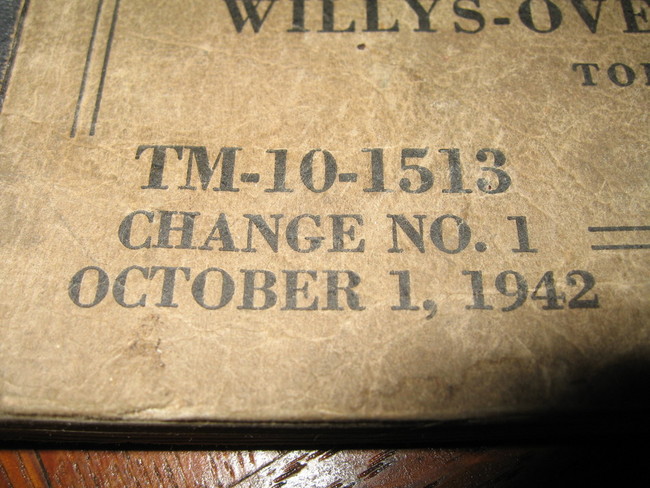 WILLYS-OVE
TO
TM-10-1513
CHANGE NO. 1
OCTOBER 1, 1942